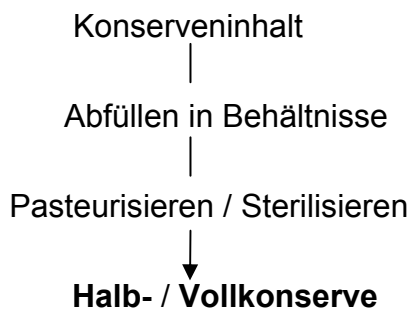 Konserveninhalt
Abfüllen in Behältnisse
Pasteurisieren / Sterilisieren
Halb- / Vollkonserve